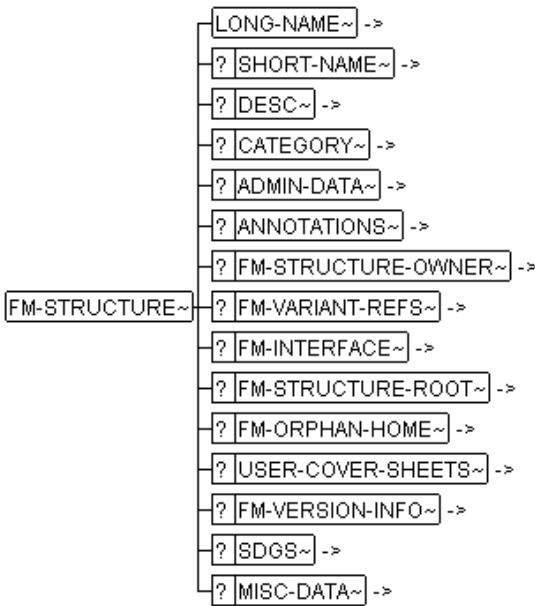 LONG-NAME~ ->
? SHORT-NAME~ ->
? DESC~ ->
? CATEGORY~ ->
? ADMIN-DATA~ ->
? ANNOTATIONS~ ->
? FM-STRUCTURE-OWNER~ ->
FM-STRUCTURE~ ? FM-VARIANT-REFS~ ->
? FM-INTERFACE~ ->
? FM-STRUCTURE-ROOT~ ->
? FM-ORPHAN-HOME~ ->
? USER-COVER-SHEETS~ ->
? FM-VERSION-INFO~ ->
? SDGS~ ->
? MISC-DATA~ ->